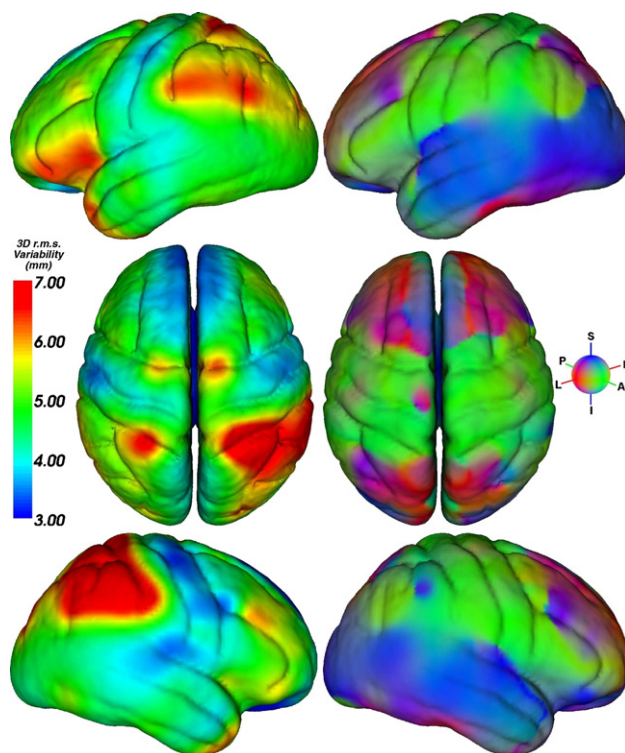 3D r.m.s.
Variability
(mm)
7.00
6.00
5.00
4.00
3.00
S
P
R
L
A
I